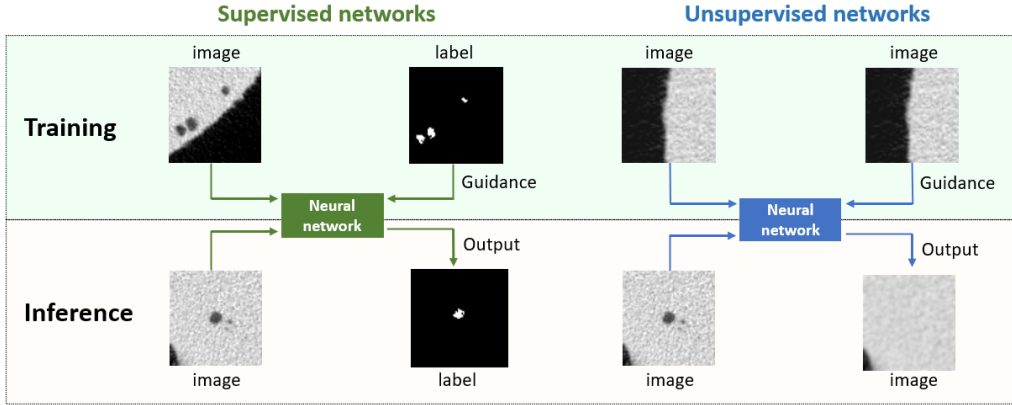 Supervised networks
Unsupervised networks
image
label
image
image
Training
Guidance
Guidance
Neural
network
Neural
network
Output
Output
Inference
image
label
image
image